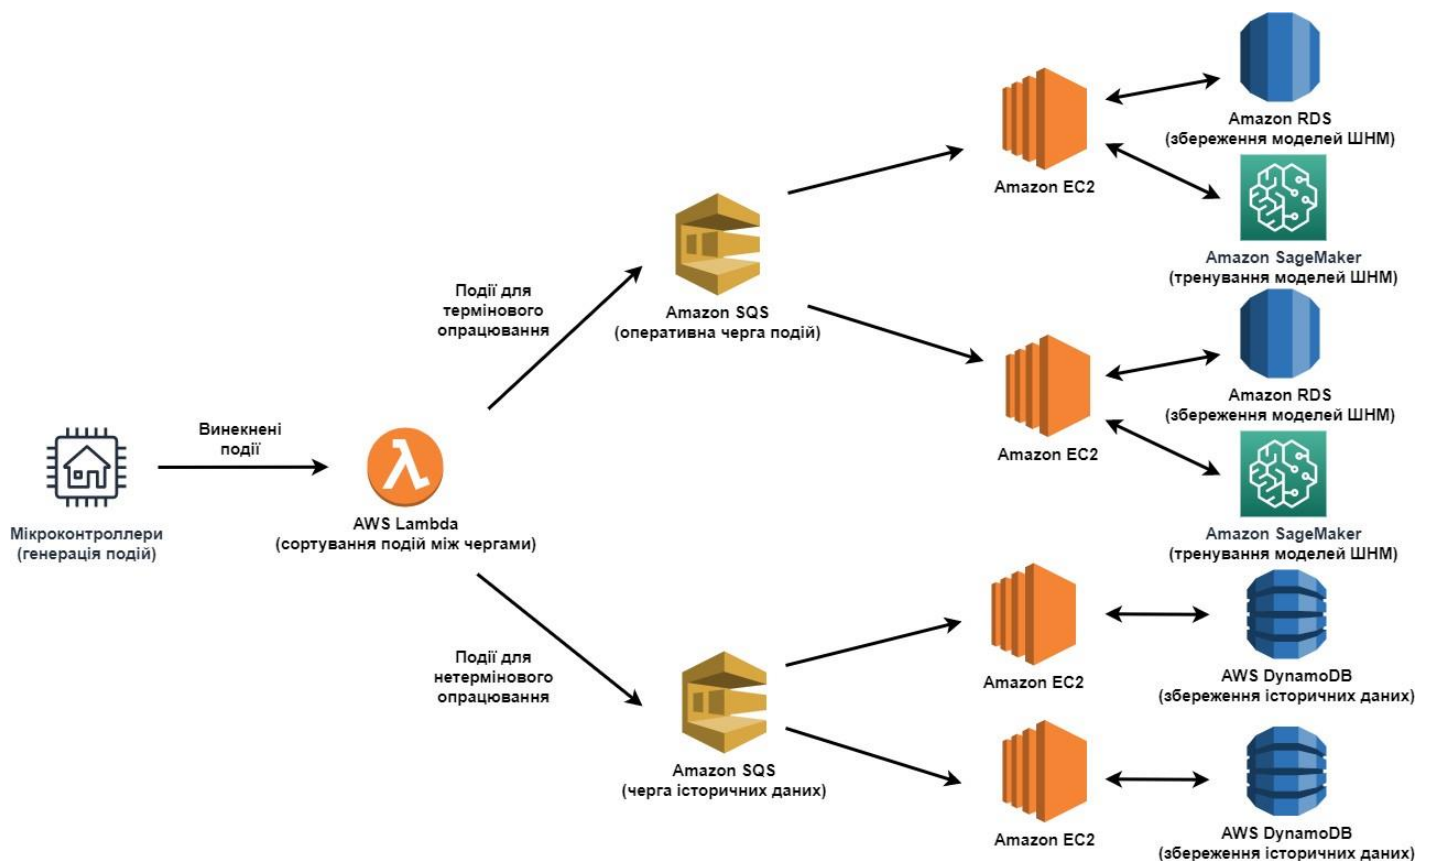 Amazon RDS
(збереження моделей ШНМ)
Amazon EC2
Amazon SageMaker
(тренування моделей ШНМ)
Події для
термінового
опрацювання
Amazon SQS
(оперативна черга подій)
Amazon RDS
(збереження моделей ШНМ)
Amazon EC2
Amazon SageMaker
(тренування моделей ШНМ)
Винекнені
події
Мікроконтроллери
(генерація подій)
AWS Lambda
(сортування подій між чергами)
Події для
нетермінового
опрацювання
Amazon SQS
(черга історичних даних)
Amazon EC2
AWS DynamoDB
(збереження історичних даних)
Amazon EC2
AWS DynamoDB
(збереження історичних даних)